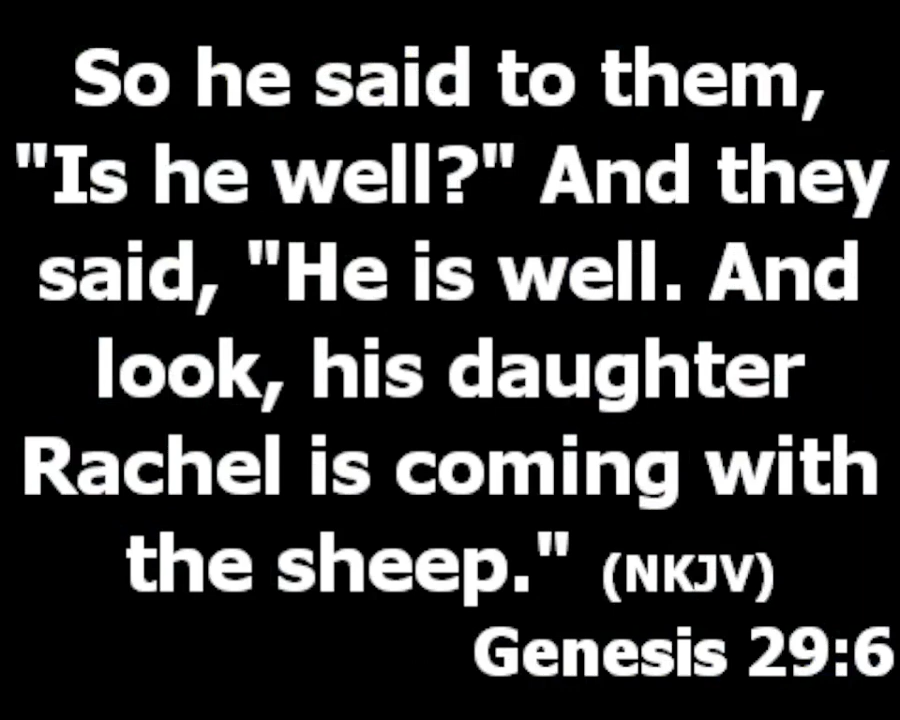 So he said to them,
"Is he well?" And they
said, "He is well. And
look, his daughter
Rachel is coming with
the sheep." (NKJV)
Genesis 29:6